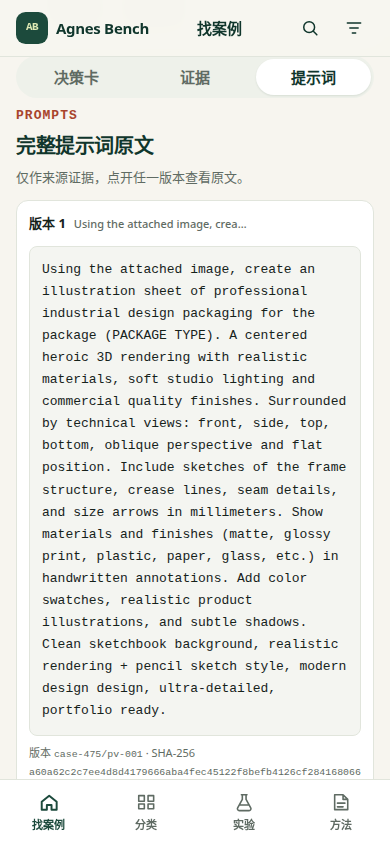 AB
Agnes Bench
找案例
决策卡
证据
提示词
PROMPTS
完整提示词原文
仅作来源证据，点开任一版本查看原文。
版本 1 Using the attached image, crea…
Using the attached image, create an
illustration sheet of professional
industrial design packaging for the
package (PACKAGE TYPE). A centered
heroic 3D rendering with realistic
materials, soft studio lighting and
commercial quality finishes. Surrounded
by technical views: front, side, top,
bottom, oblique perspective and flat
position. Include sketches of the frame
structure, crease lines, seam details,
and size arrows in millimeters. Show
materials and finishes (matte, glossy
print, plastic, paper, glass, etc.) in
handwritten annotations. Add color
swatches, realistic product
illustrations, and subtle shadows.
Clean sketchbook background, realistic
rendering + pencil sketch style, modern
design design, ultra-detailed,
portfolio ready.
版本 case-475/pv-001 · SHA-256
a60a62c2c7ee4d8d4179666aba4fec45122f8befb4126cf284168066
找案例
分类
实验
方法